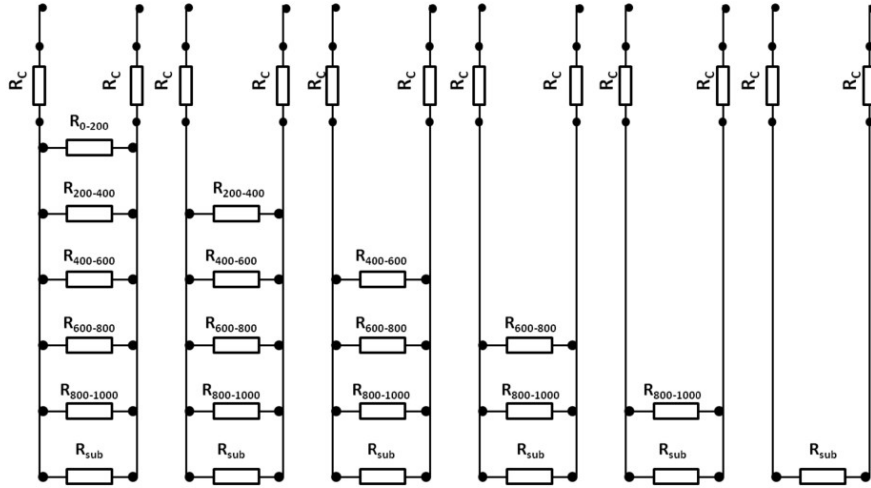 R_C R_C R_C R_C R_C R_C R_C R_C R_C R_C R_C R_C
R_0-200
R_200-400 R_200-400
R_400-600 R_400-600 R_400-600
R_600-800 R_600-800 R_600-800 R_600-800
R_800-1000 R_800-1000 R_800-1000 R_800-1000 R_800-1000
R_sub R_sub R_sub R_sub R_sub R_sub